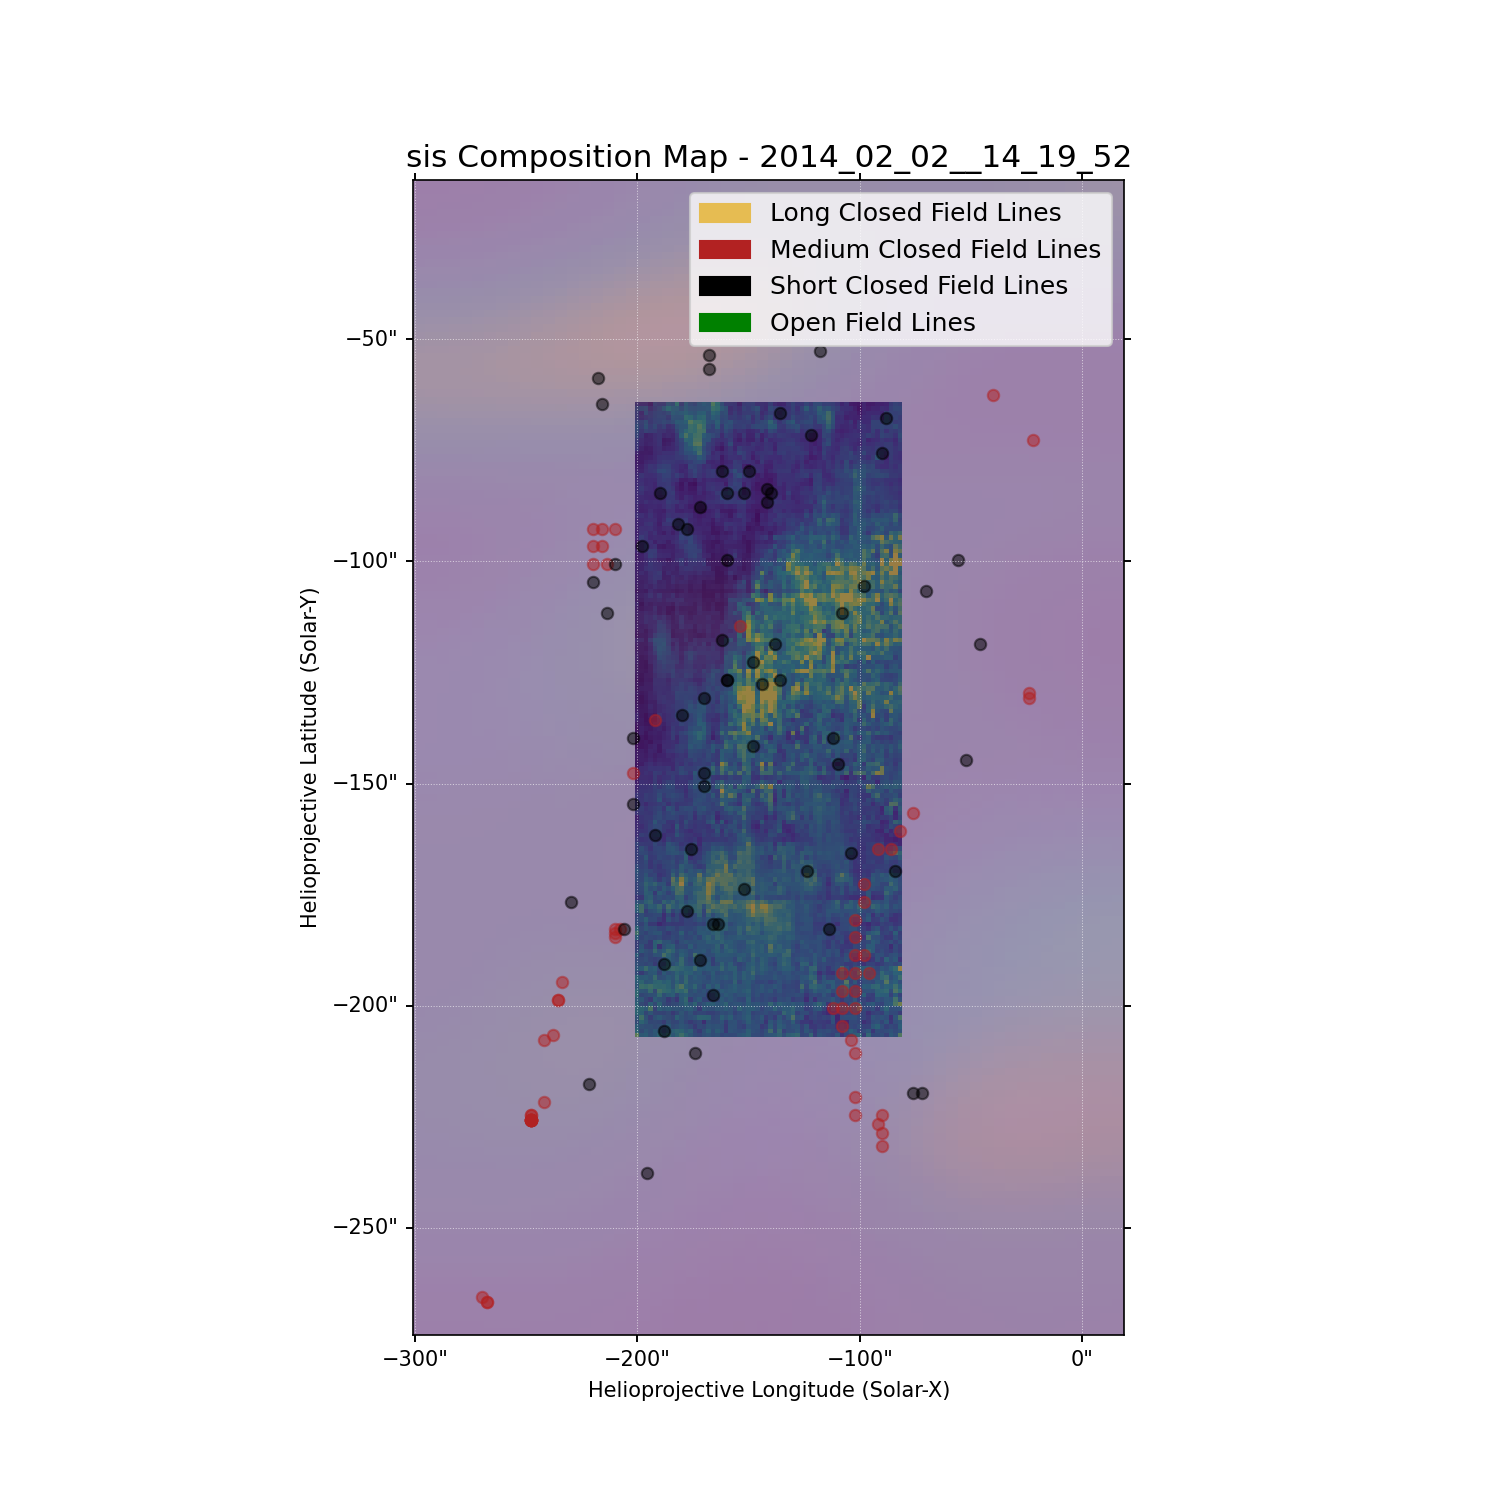 sis Composition Map - 2014_02_02__14_19_52
Long Closed Field Lines
Medium Closed Field Lines
Short Closed Field Lines
Open Field Lines
−50"
−100"
−150"
−200"
−250"
Helioprojective Latitude (Solar-Y)
−300" −200" −100" 0"
Helioprojective Longitude (Solar-X)